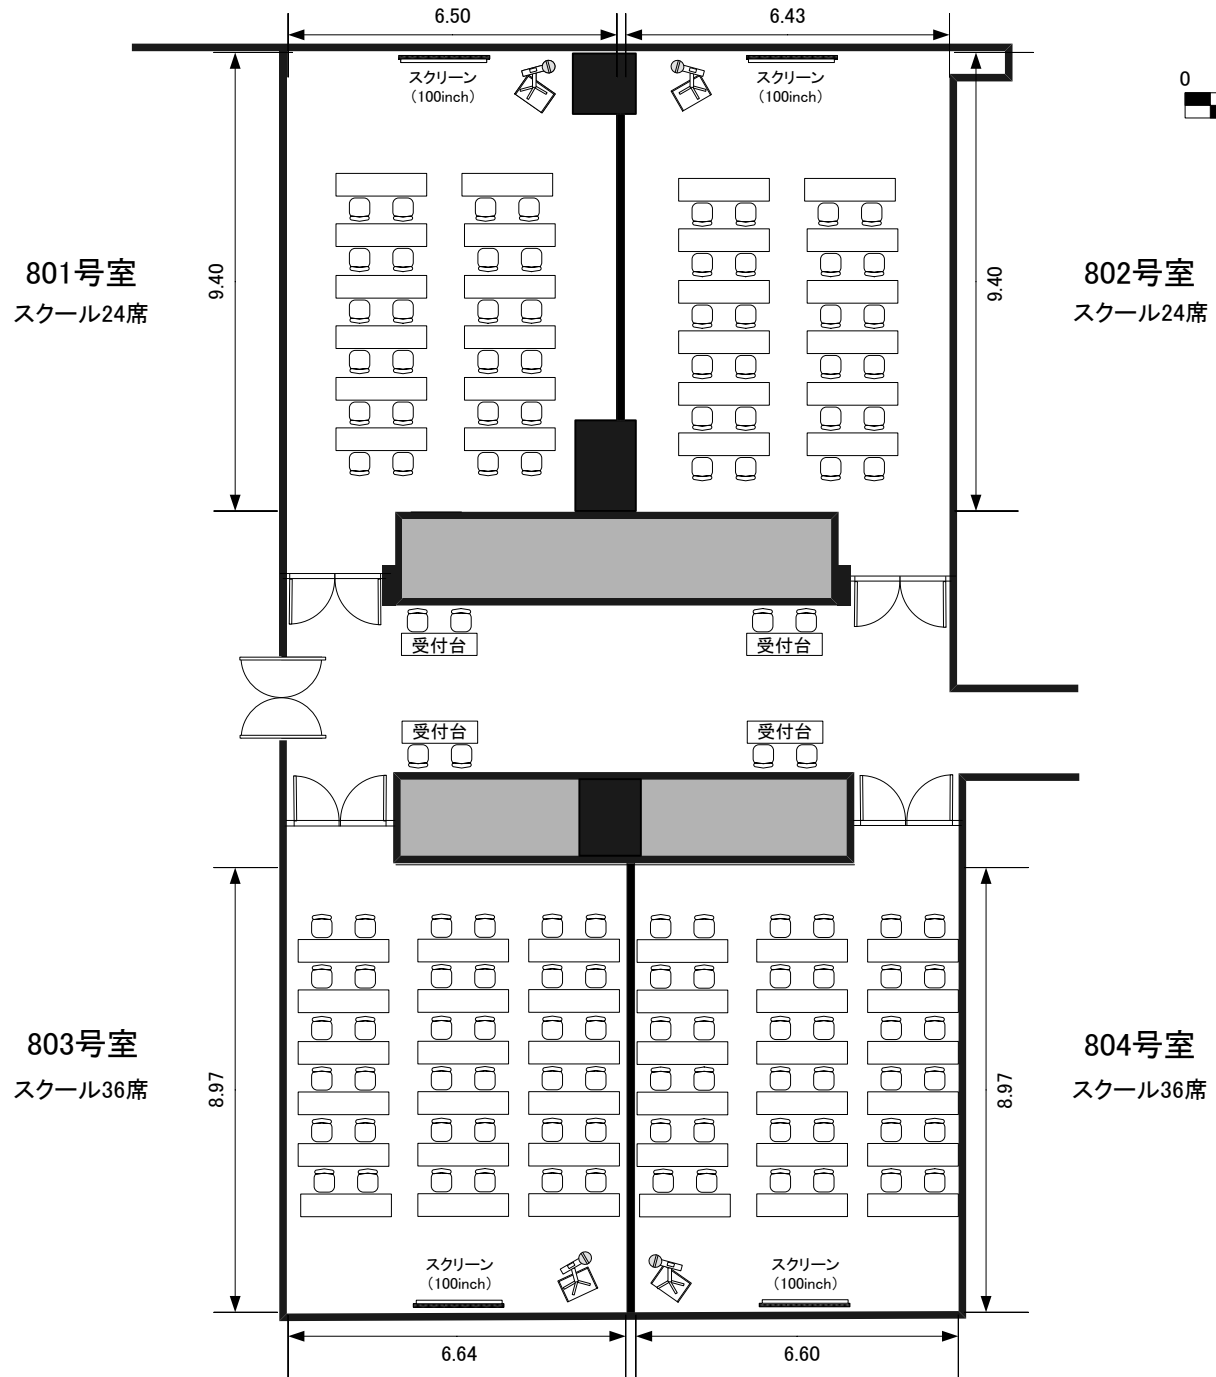 6.50
6.43
スクリーン
（100inch）
スクリーン
（100inch）
0
801号室
スクール24席
9.40
9.40
802号室
スクール24席
受付台
受付台
受付台
受付台
803号室
スクール36席
8.97
8.97
804号室
スクール36席
スクリーン
（100inch）
スクリーン
（100inch）
6.64
6.60